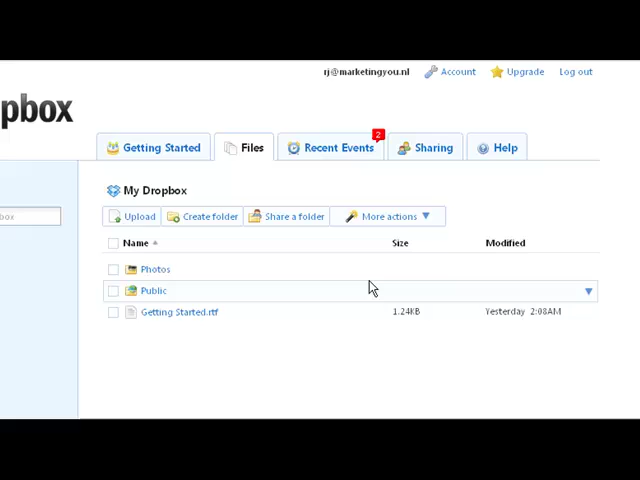 rj@marketingyou.nl Account Upgrade Log out
pbox
Getting Started Files Recent Events 2 Sharing Help
My Dropbox
box Upload Create folder Share a folder More actions
Name Size Modified
Photos
Public
Getting Started.rtf 1.24KB Yesterday 2:08AM